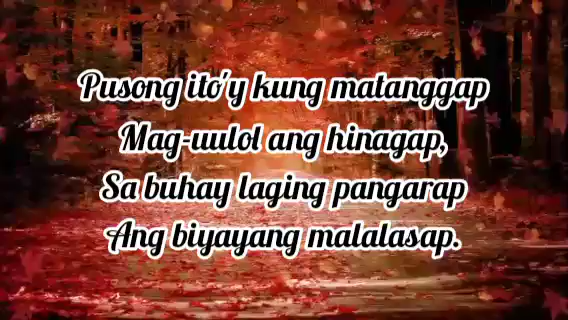 Pusong ito'y kung matanggap
Mag-uulol ang hinagap,
Sa buhay laging pangarap
Ang biyayang malalasap.